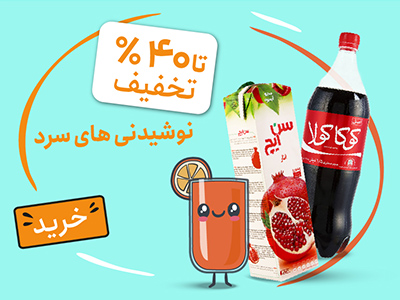 تا ۴۰ %
تخفیف
نوشیدنی های سرد
خرید
سن ایچ
کوکاکولا